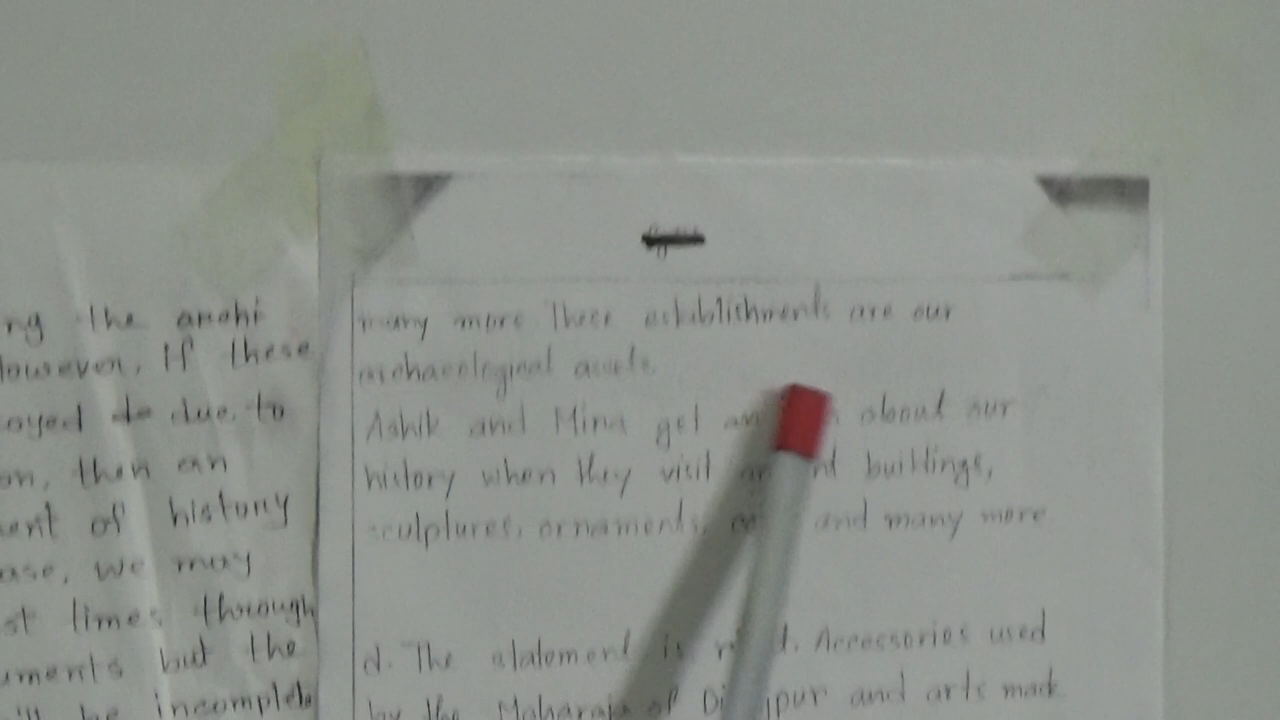 ng the anchi
However, If these
oyed to due to
on, then an
ent of history
ase, we may
st times through
uments but the
be incomplete
many more These establishments are our
archaeological assets.
Ashik and Mina get about our
history when they visit buildings,
sculptures, ornaments, and many more
d. The statement is Accessories used
by the Maharaja of and arts made